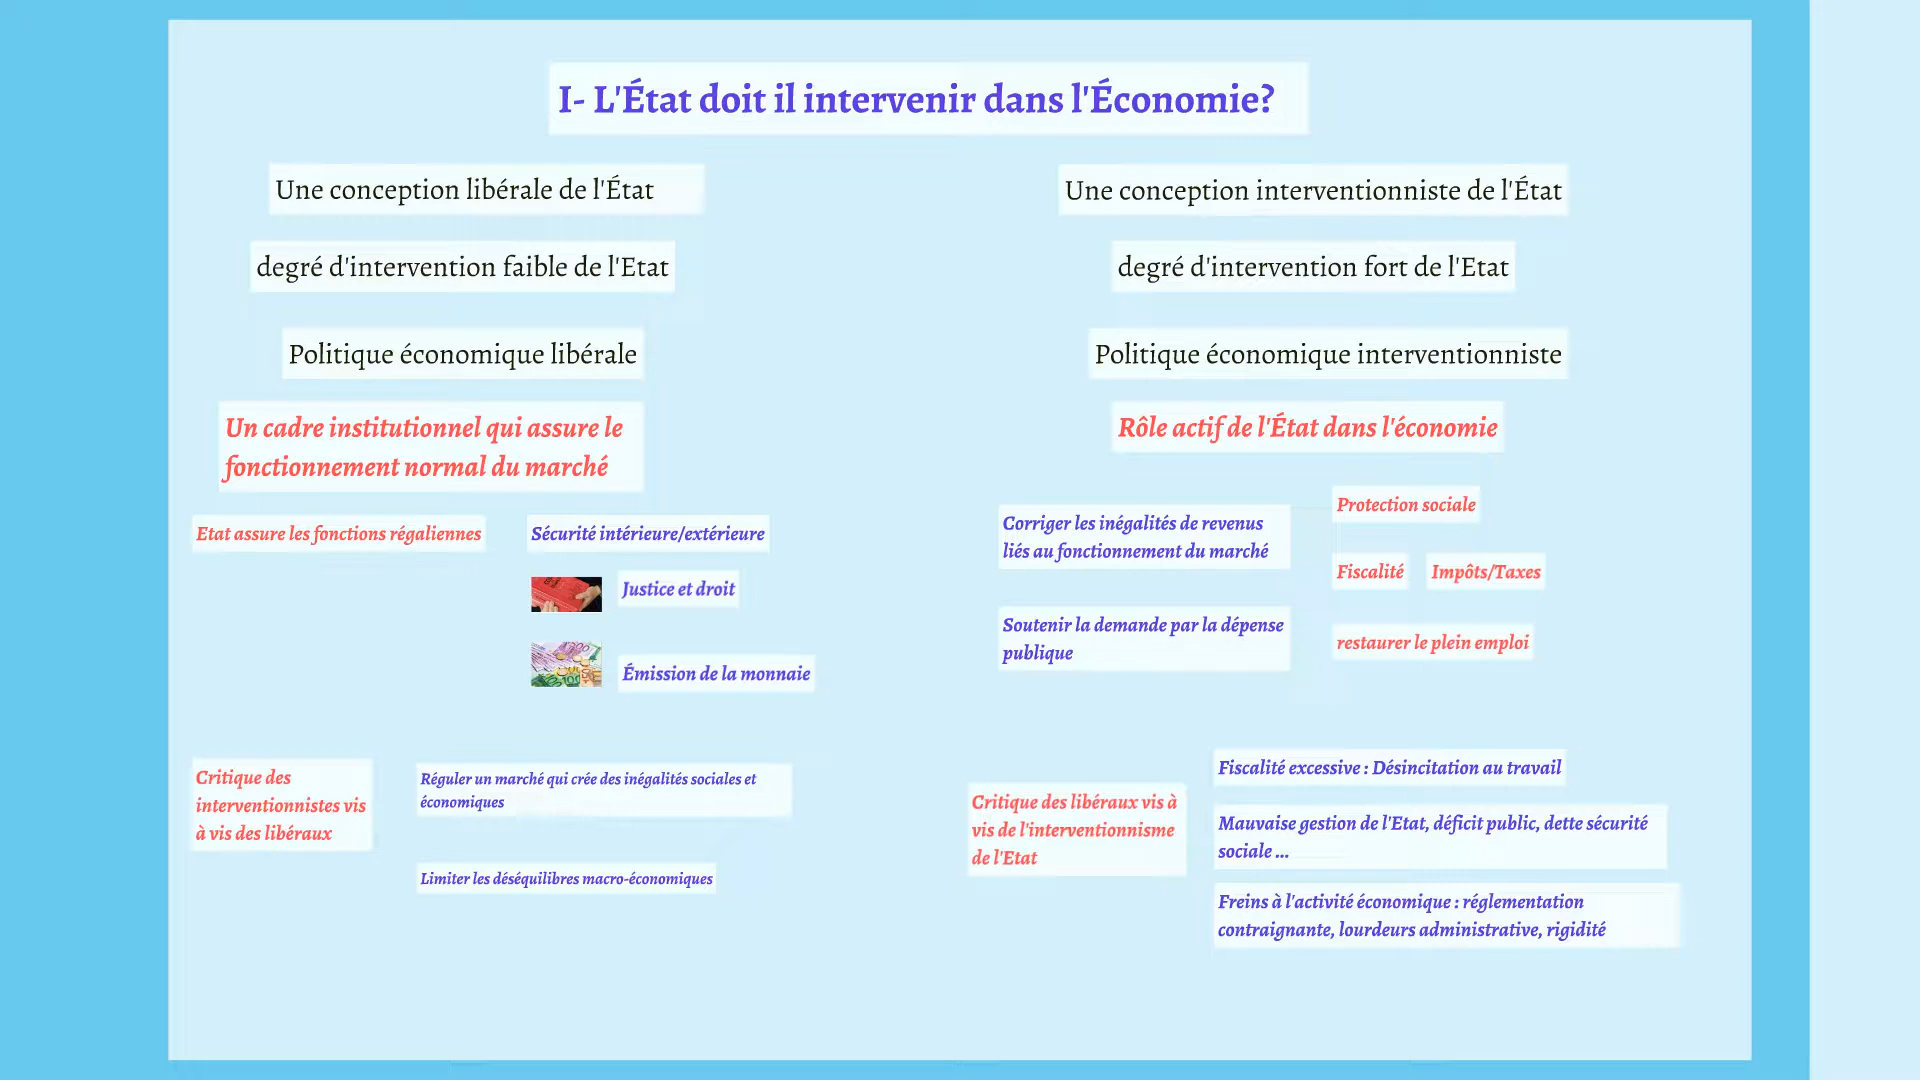 I- L'État doit il intervenir dans l'Économie?
Une conception libérale de l'État
degré d'intervention faible de l'Etat
Politique économique libérale
Un cadre institutionnel qui assure le
fonctionnement normal du marché
Etat assure les fonctions régaliennes
Sécurité intérieure/extérieure
Justice et droit
Émission de la monnaie
Critique des
interventionnistes vis
à vis des libéraux
Réguler un marché qui crée des inégalités sociales et
économiques
Limiter les déséquilibres macro-économiques
Une conception interventionniste de l'État
degré d'intervention fort de l'Etat
Politique économique interventionniste
Rôle actif de l'État dans l'économie
Corriger les inégalités de revenus
liés au fonctionnement du marché
Protection sociale
Fiscalité
Impôts/Taxes
Soutenir la demande par la dépense
publique
restaurer le plein emploi
Critique des libéraux vis à
vis de l'interventionnisme
de l'Etat
Fiscalité excessive : Désincitation au travail
Mauvaise gestion de l'Etat, déficit public, dette sécurité
sociale ...
Freins à l'activité économique : réglementation
contraignante, lourdeurs administrative, rigidité